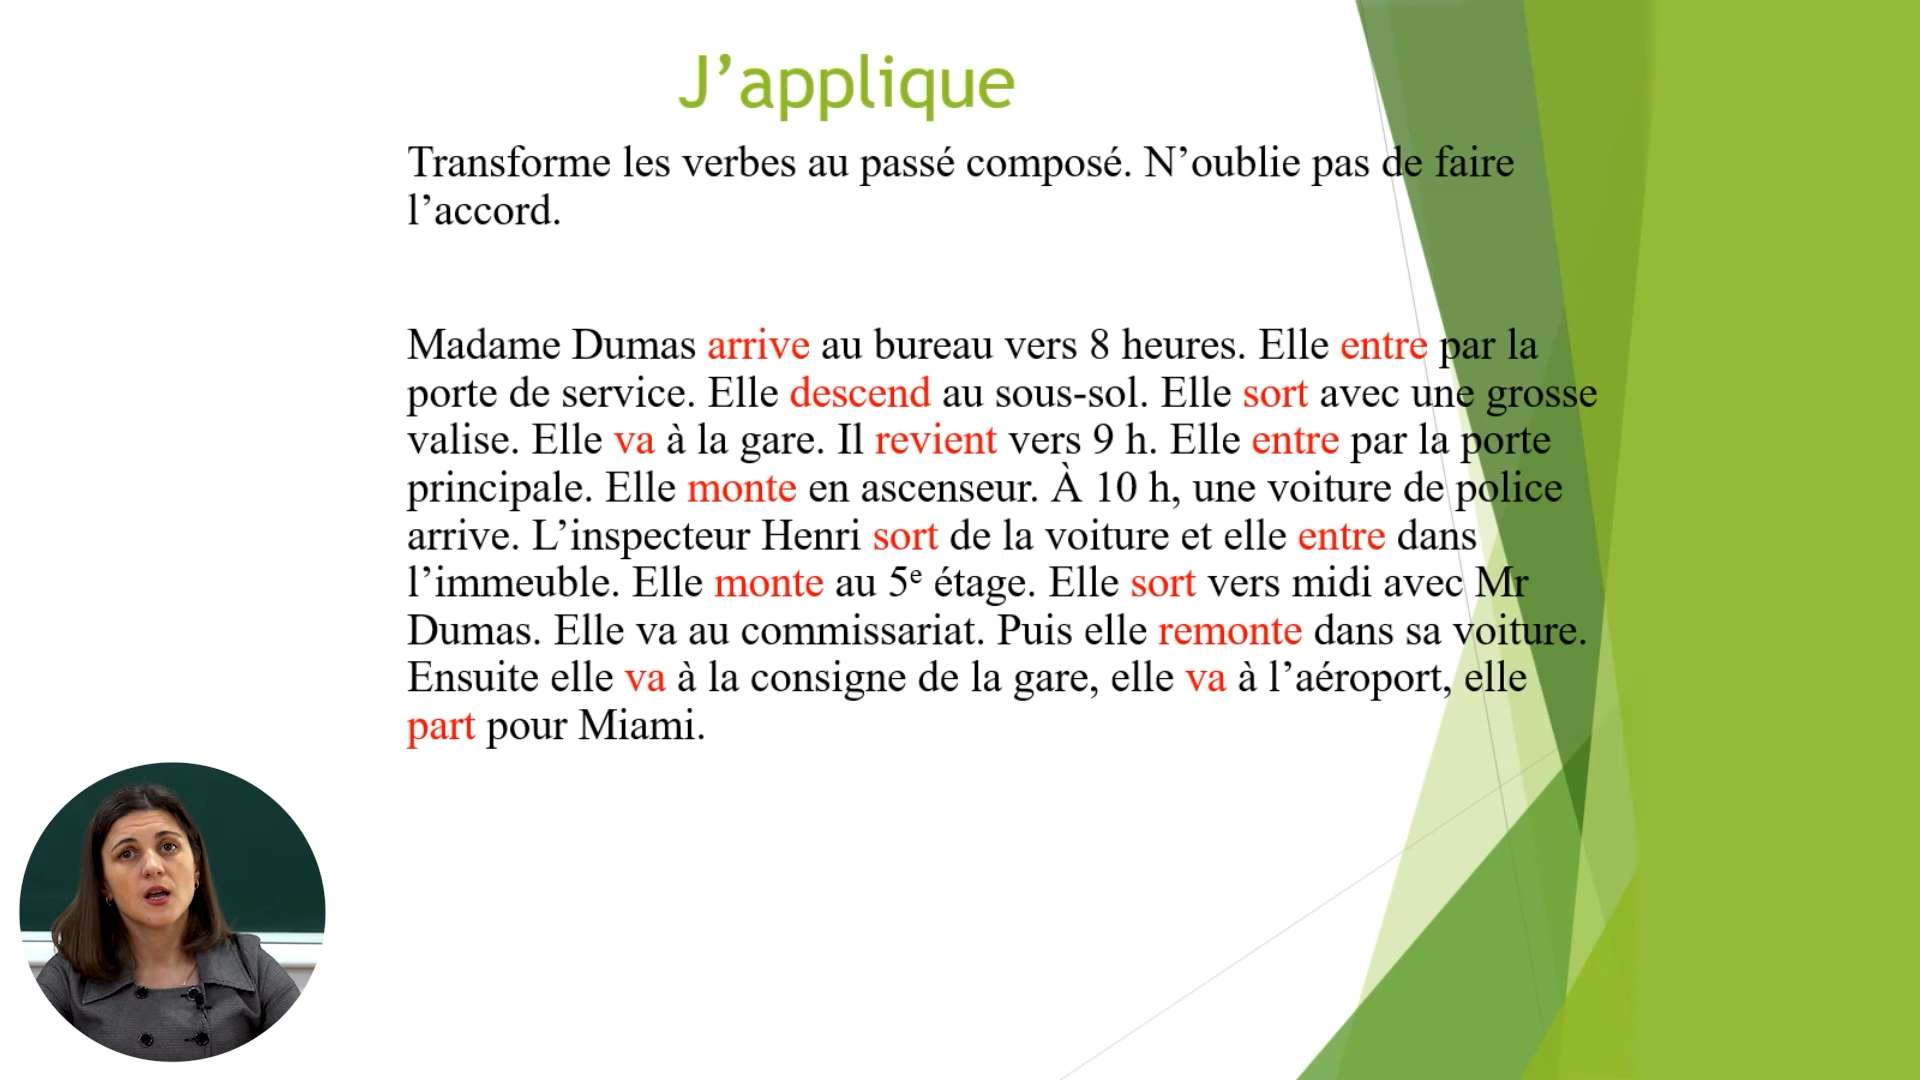 J’applique
Transforme les verbes au passé composé. N’oublie pas de faire
l’accord.
Madame Dumas arrive au bureau vers 8 heures. Elle entre par la
porte de service. Elle descend au sous-sol. Elle sort avec une grosse
valise. Elle va à la gare. Il revient vers 9 h. Elle entre par la porte
principale. Elle monte en ascenseur. À 10 h, une voiture de police
arrive. L’inspecteur Henri sort de la voiture et elle entre dans
l’immeuble. Elle monte au 5e étage. Elle sort vers midi avec Mr
Dumas. Elle va au commissariat. Puis elle remonte dans sa voiture.
Ensuite elle va à la consigne de la gare, elle va à l’aéroport, elle
part pour Miami.